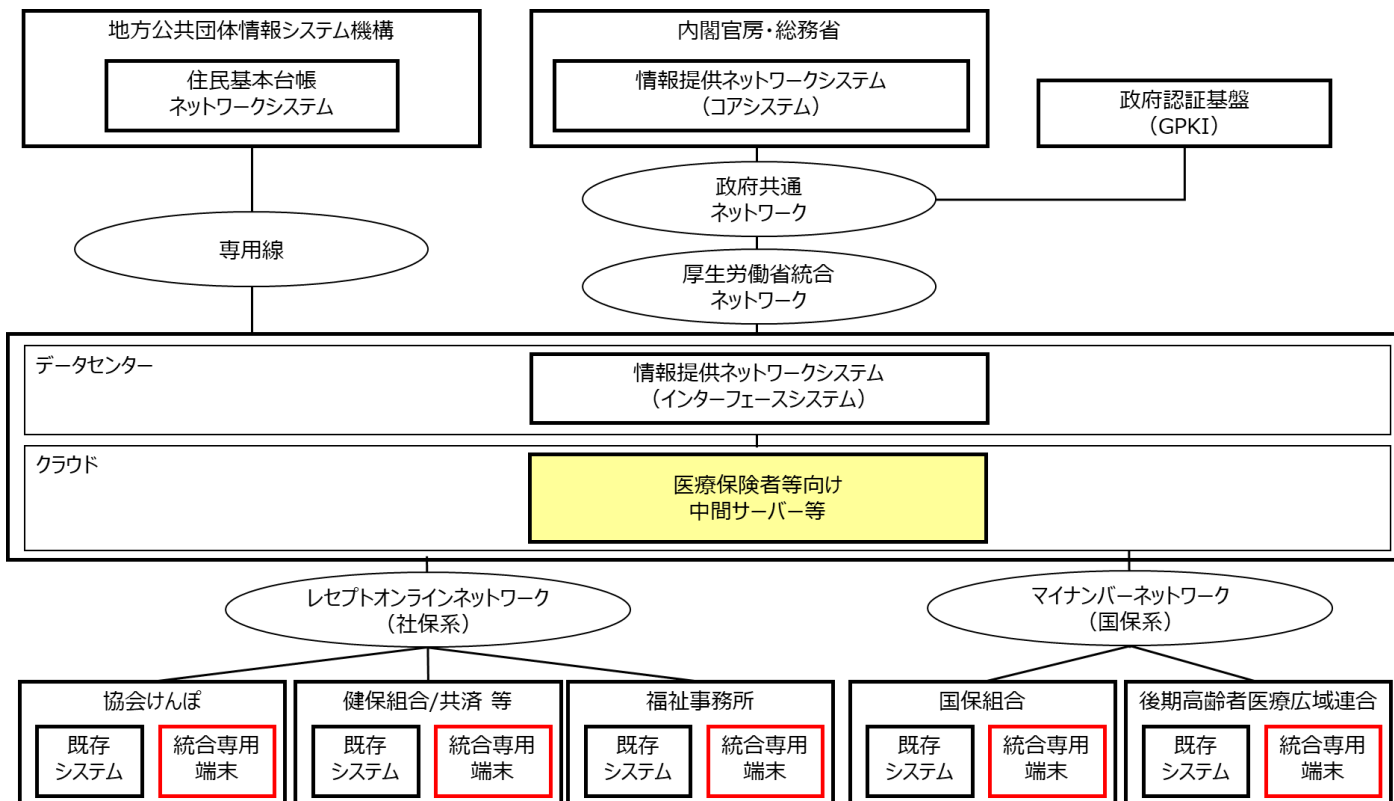 地方公共団体情報システム機構
住民基本台帳
ネットワークシステム
内閣官房・総務省
情報提供ネットワークシステム
（コアシステム）
政府認証基盤
（GPKI）
政府共通
ネットワーク
専用線
厚生労働省統合
ネットワーク
データセンター
情報提供ネットワークシステム
（インターフェースシステム）
クラウド
医療保険者等向け
中間サーバー等
レセプトオンラインネットワーク
（社保系）
マイナンバーネットワーク
（国保系）
協会けんぽ
既存
システム
統合専用
端末
健保組合/共済 等
既存
システム
統合専用
端末
福祉事務所
既存
システム
統合専用
端末
国保組合
既存
システム
統合専用
端末
後期高齢者医療広域連合
既存
システム
統合専用
端末